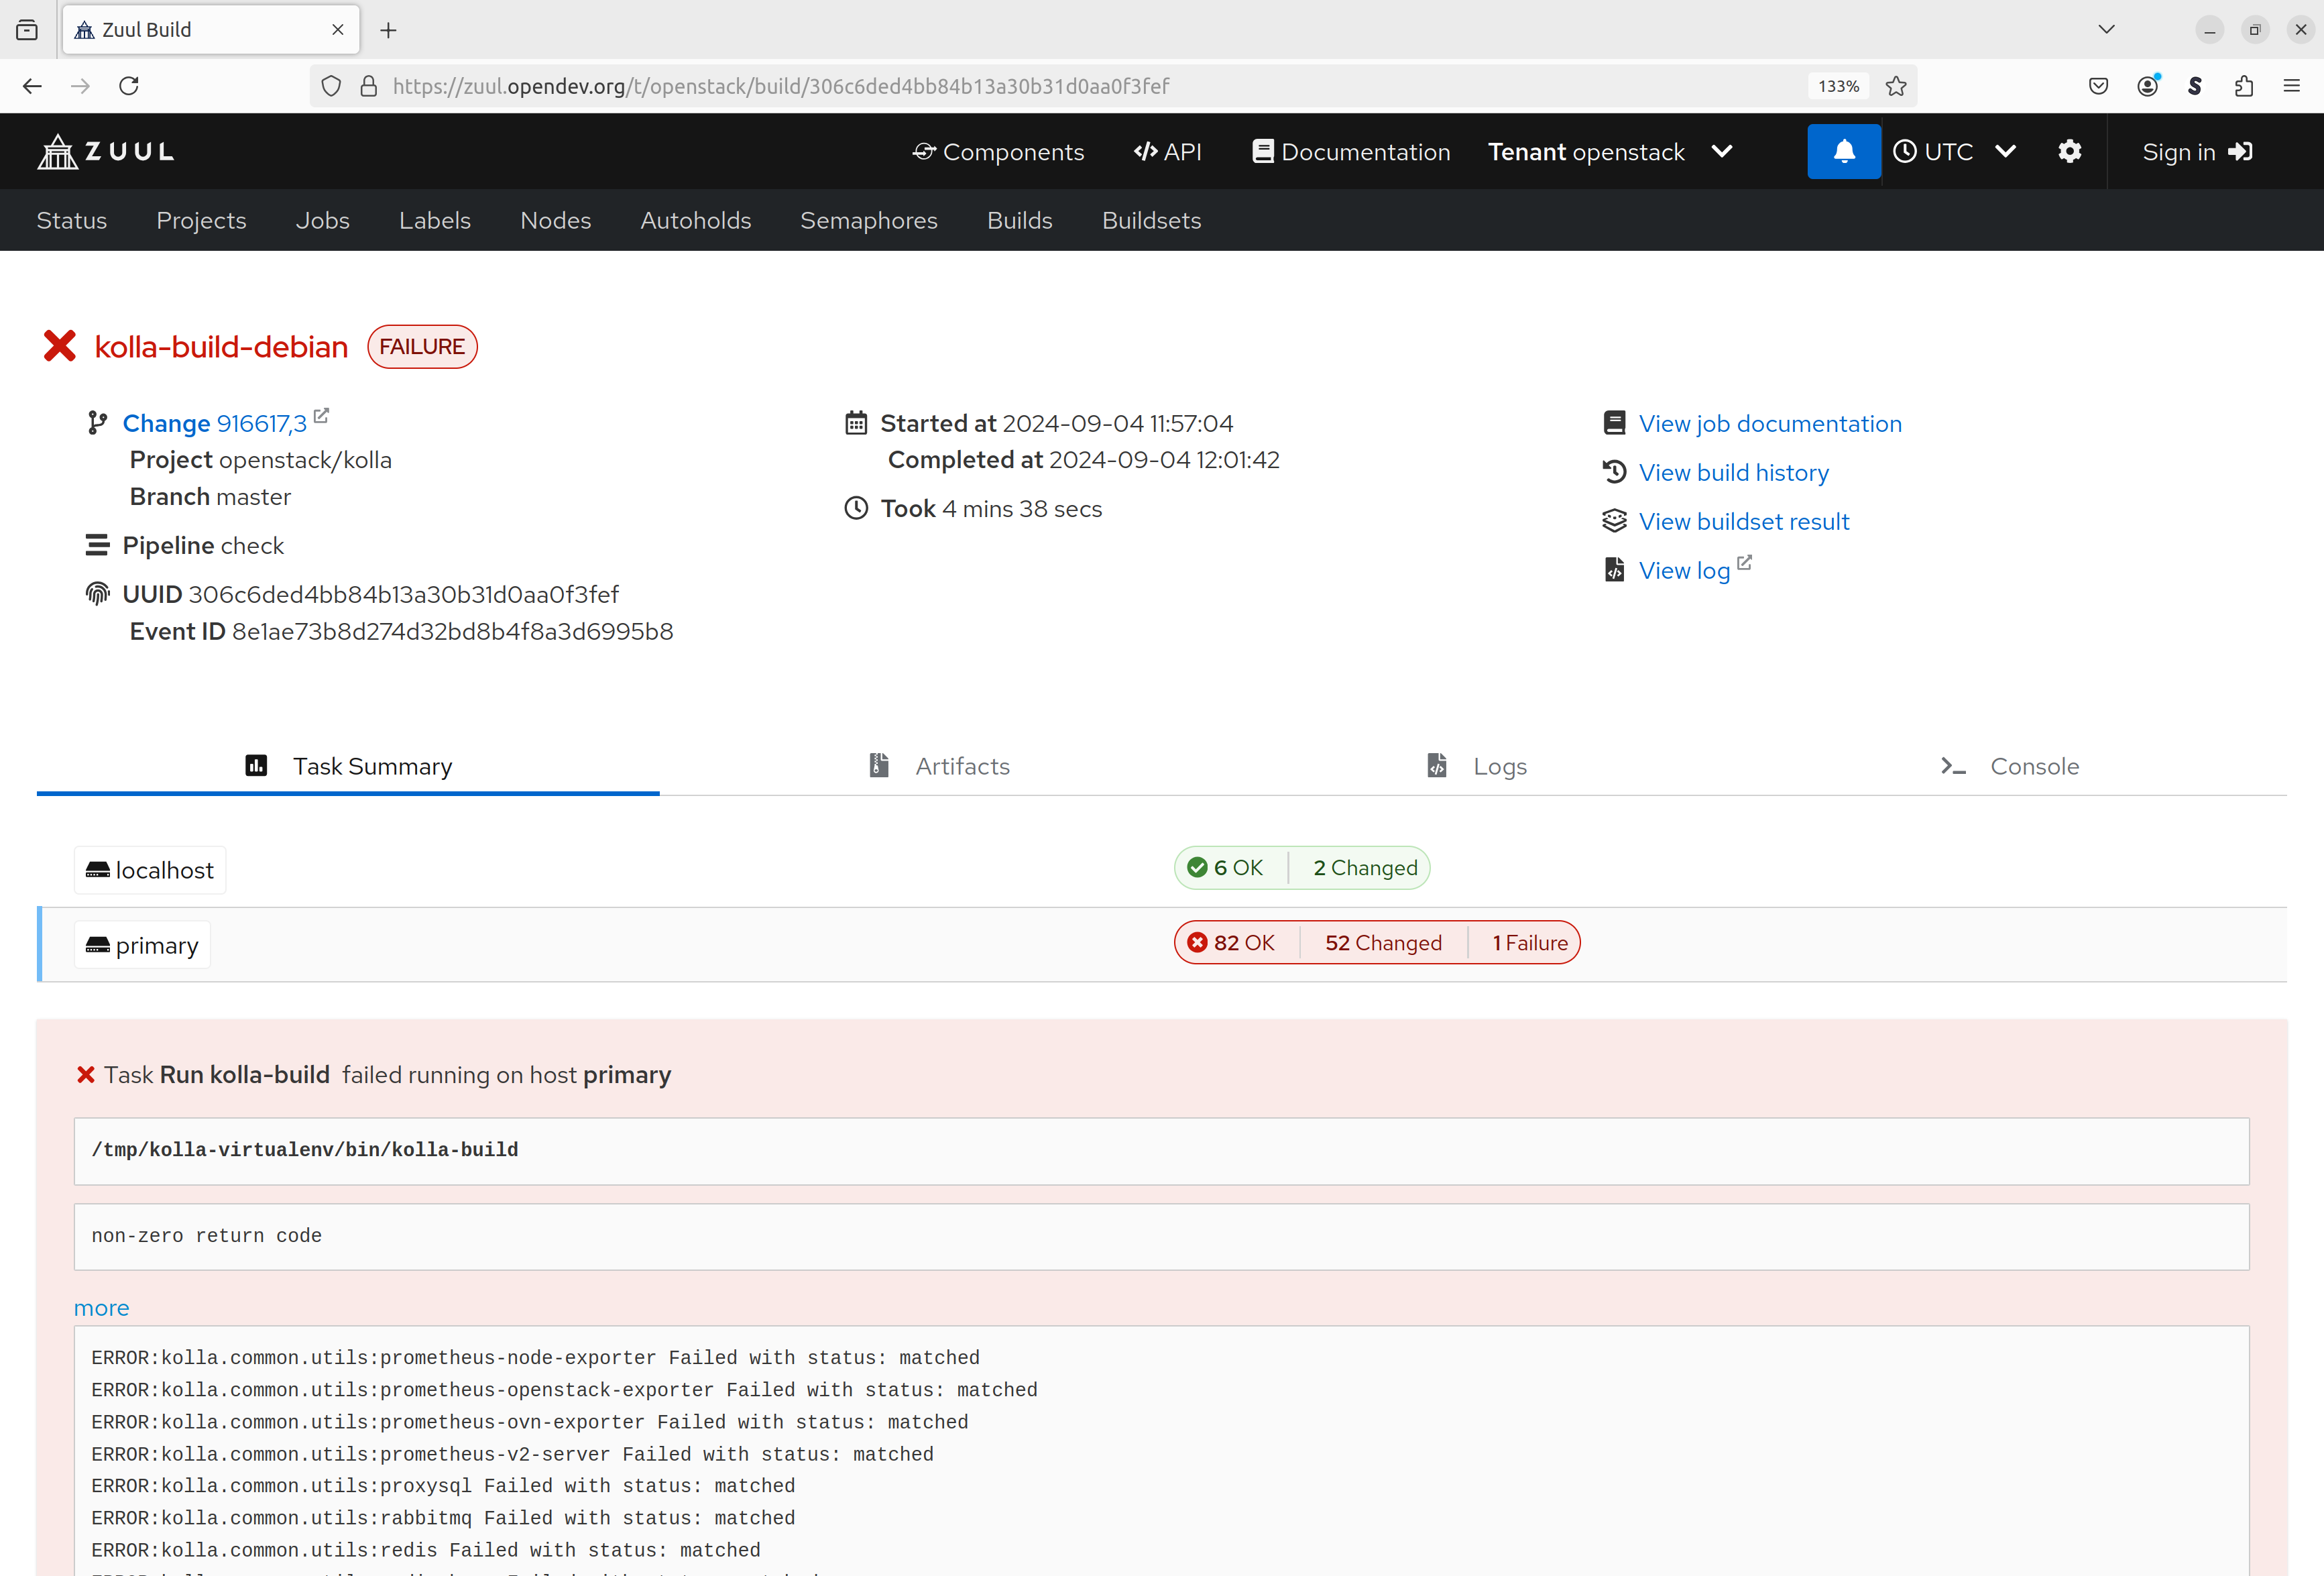 Zuul Build
https://zuul.opendev.org/t/openstack/build/306c6ded4bb84b13a30b31d0aa0f3fef
133%
ZUUL
Components
API
Documentation
Tenant openstack
UTC
Sign in
Status
Projects
Jobs
Labels
Nodes
Autoholds
Semaphores
Builds
Buildsets
kolla-build-debian
FAILURE
Change 916617,3
Project openstack/kolla
Branch master
Pipeline check
UUID 306c6ded4bb84b13a30b31d0aa0f3fef
Event ID 8e1ae73b8d274d32bd8b4f8a3d6995b8
Started at 2024-09-04 11:57:04
Completed at 2024-09-04 12:01:42
Took 4 mins 38 secs
View job documentation
View build history
View buildset result
View log
Task Summary
Artifacts
Logs
Console
localhost
6 OK
2 Changed
primary
82 OK
52 Changed
1 Failure
Task Run kolla-build failed running on host primary
/tmp/kolla-virtualenv/bin/kolla-build
non-zero return code
more
ERROR:kolla.common.utils:prometheus-node-exporter Failed with status: matched
ERROR:kolla.common.utils:prometheus-openstack-exporter Failed with status: matched
ERROR:kolla.common.utils:prometheus-ovn-exporter Failed with status: matched
ERROR:kolla.common.utils:prometheus-v2-server Failed with status: matched
ERROR:kolla.common.utils:proxysql Failed with status: matched
ERROR:kolla.common.utils:rabbitmq Failed with status: matched
ERROR:kolla.common.utils:redis Failed with status: matched